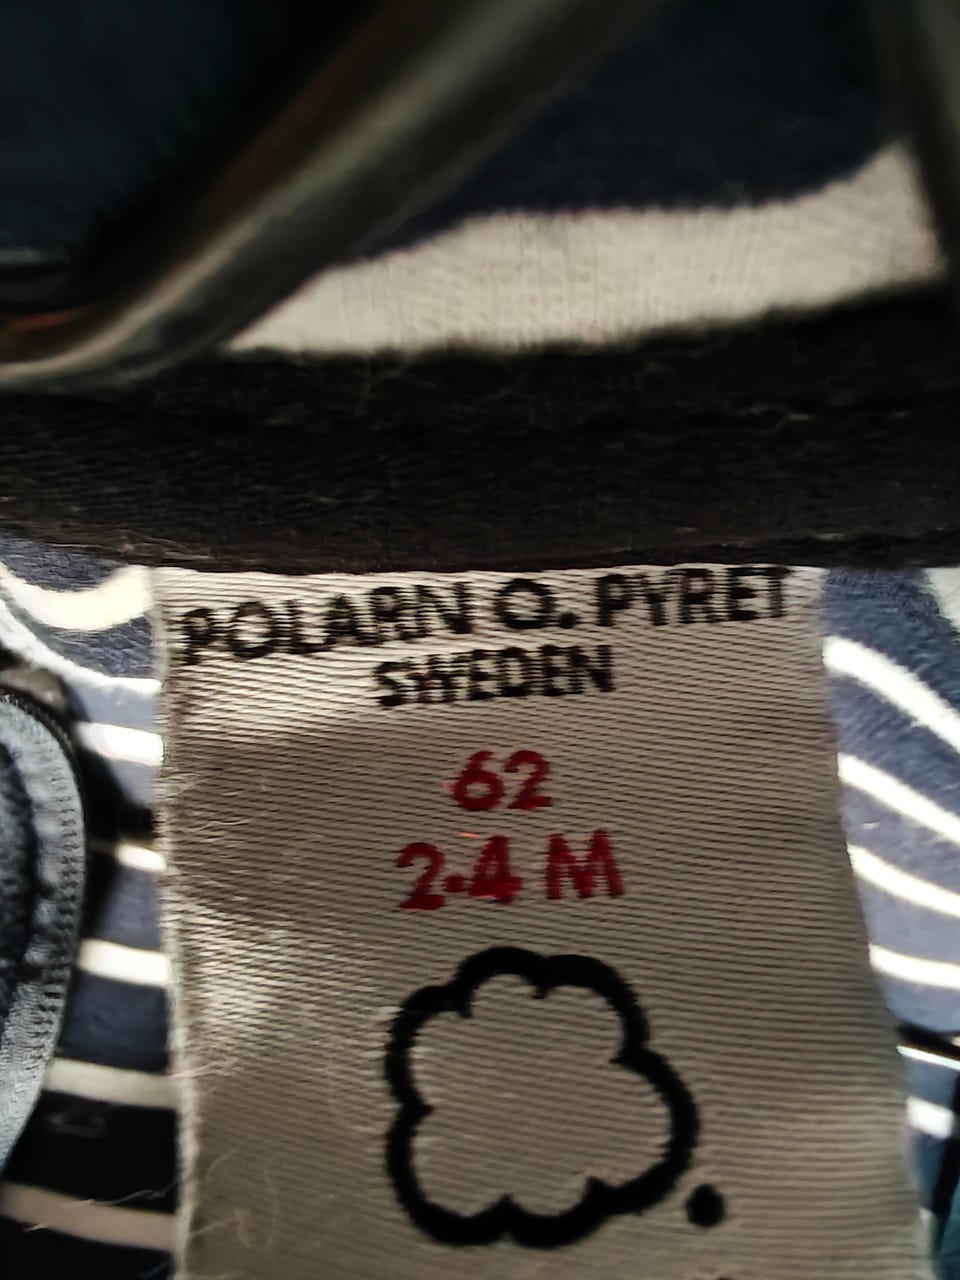 POLARN O. PYRET
SWEDEN
62
2-4 M